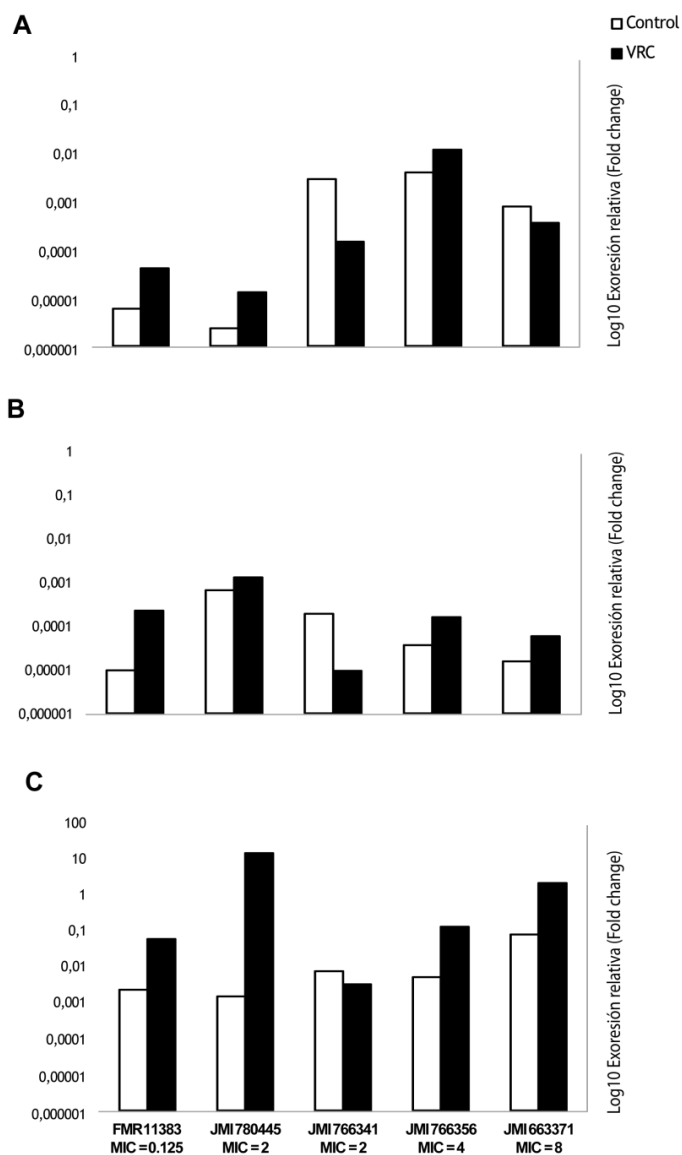 A
Control
VRC
1
0,1
0,01
0,001
0,0001
0,00001
0,000001
Log10 Exoresión relativa (Fold change)
B
1
0,1
0,01
0,001
0,0001
0,00001
0,000001
Log10 Exoresión relativa (Fold change)
C
100
10
1
0,1
0,01
0,001
0,0001
0,00001
0,000001
Log10 Exoresión relativa (Fold change)
FMR11383 JMI780445 JMI766341 JMI766356 JMI663371
MIC=0.125 MIC=2 MIC=2 MIC=4 MIC=8